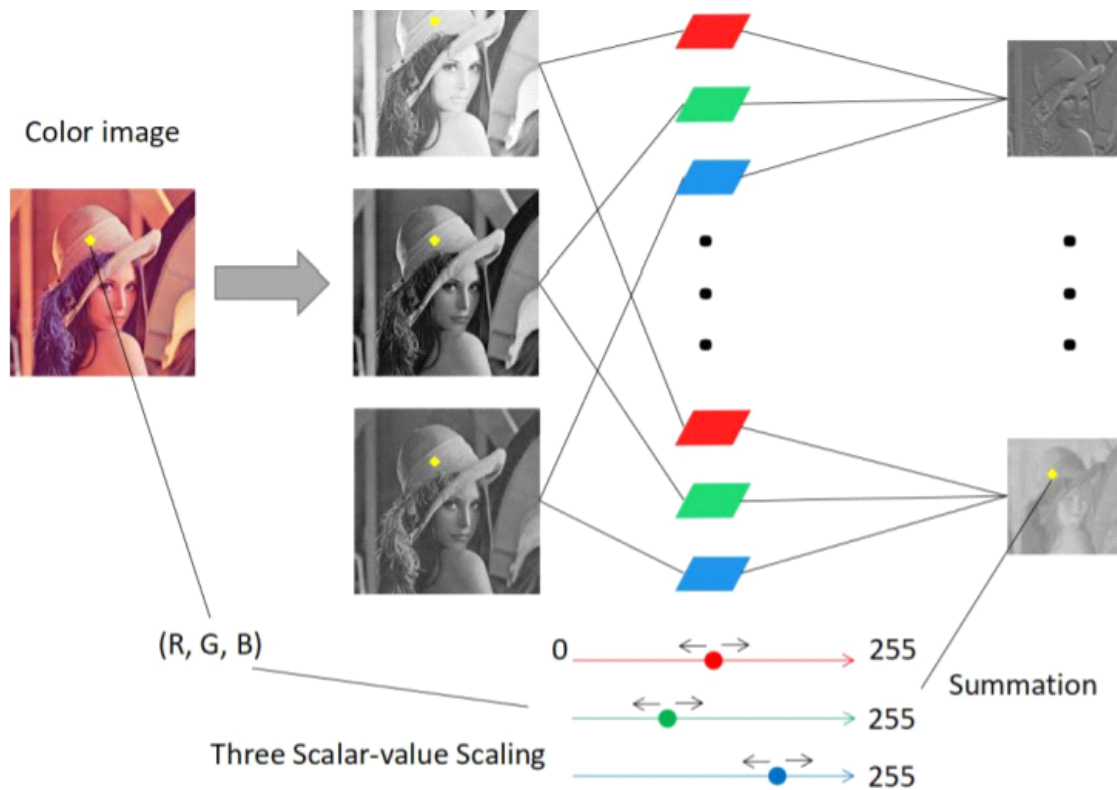 Color image
(R, G, B)
0
255
Summation
255
Three Scalar-value Scaling
255